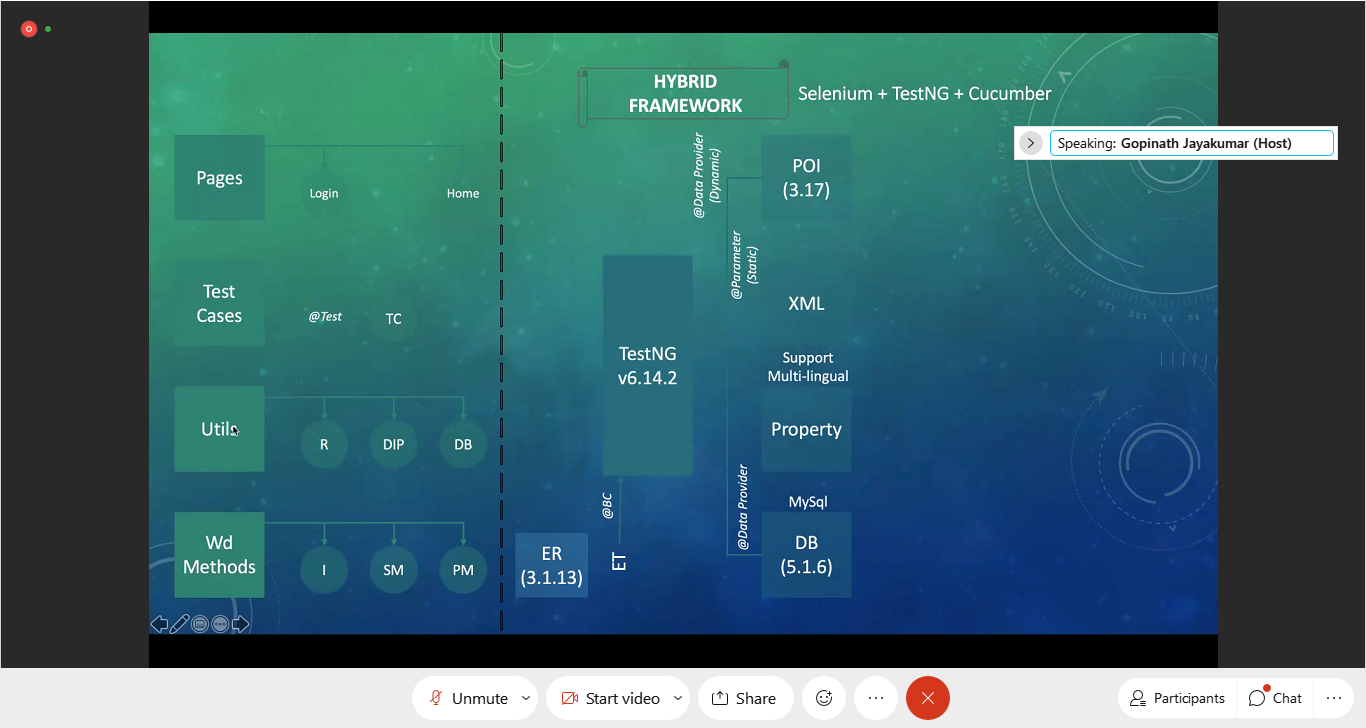 HYBRID
FRAMEWORK
Selenium + TestNG + Cucumber
Speaking: Gopinath Jayakumar (Host)
Pages
Login
Home
Test
Cases
@Test
TC
Utils
R
DIP
DB
Wd
Methods
I
SM
PM
@Data Provider
(Dynamic)
POI
(3.17)
@Parameter
(Static)
XML
TestNG
v6.14.2
Support
Multi-lingual
Property
@BC
@Data Provider
MySql
DB
(5.1.6)
ER
(3.1.13)
ET
Unmute
Start video
Share
Participants
Chat